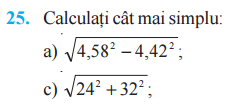 25. Calculați cât mai simplu:
a) √(4,58² – 4,42²);
c) √(24² + 32²);